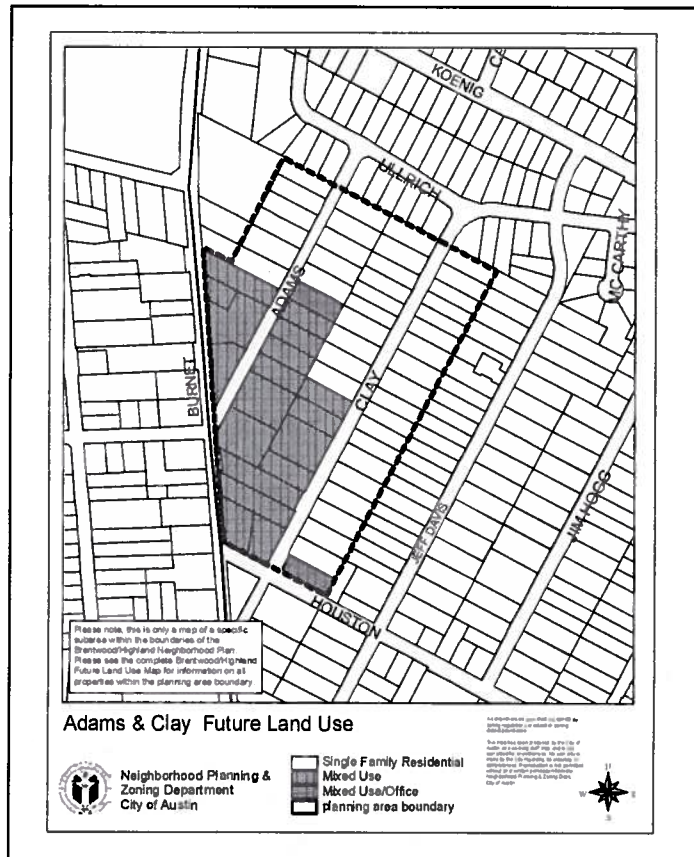 KOENIG
ULLRICH
MC CARTHY
ADAMS
BURNET
CLAY
JEFF DAVIS
JIM HOGG
HOUSTON
Please note, this is only a map of a specific
subarea within the boundaries of the
Brentwood/Highland Neighborhood Plan.
Please see the complete Brentwood/Highland
Future Land Use Map for information on all
properties within the planning area boundary.
Adams & Clay Future Land Use
Neighborhood Planning &
Zoning Department
City of Austin
Single Family Residential
Mixed Use
Mixed Use/Office
planning area boundary
W
E